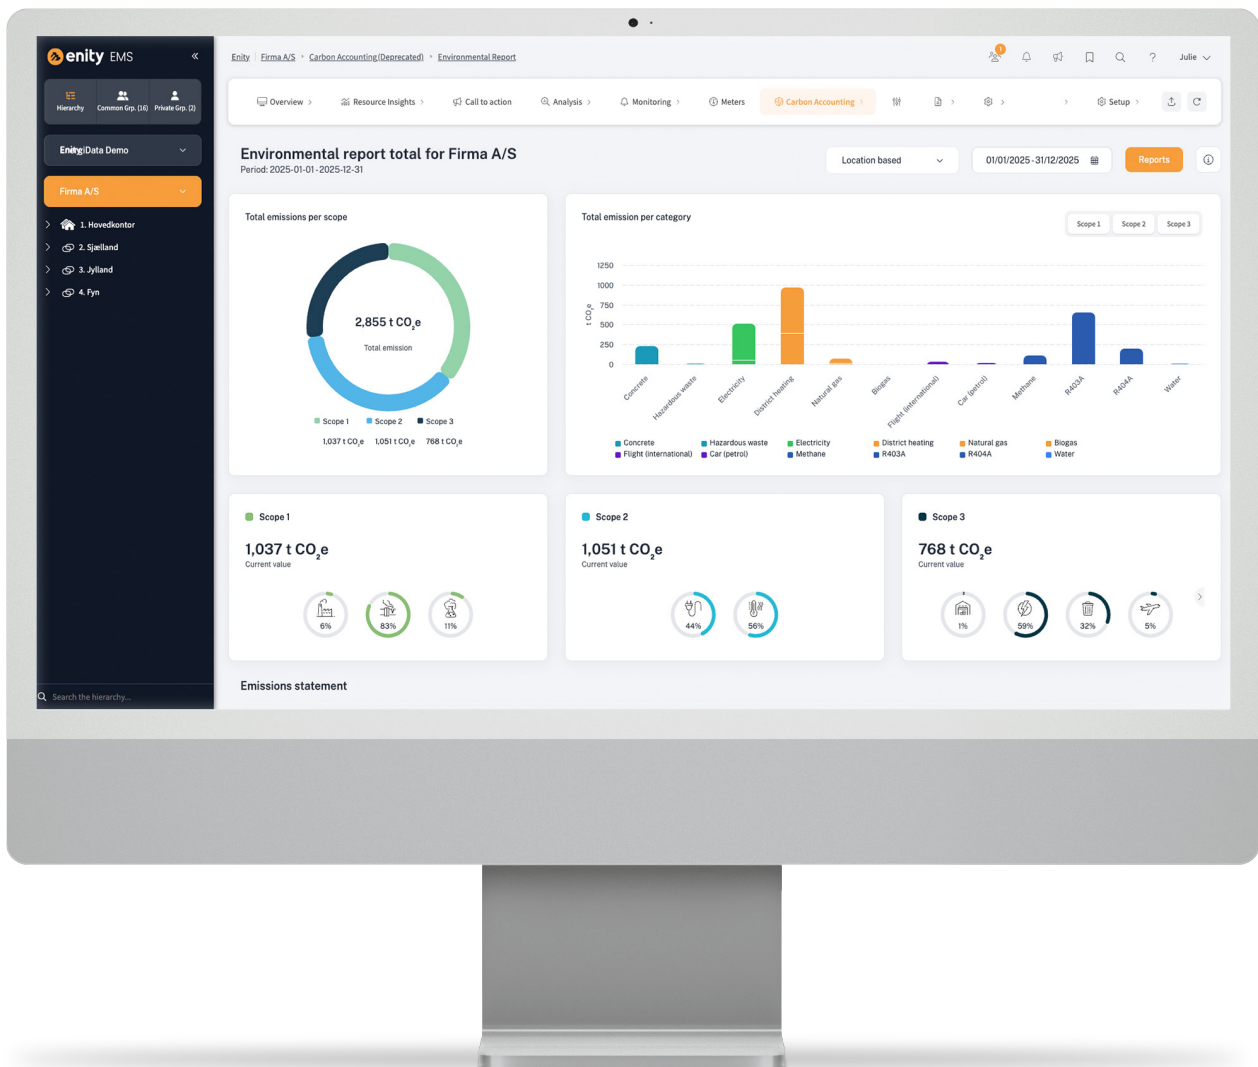 enity EMS
«
Hierarchy
Common Grp. (16)
Private Grp. (2)
Data Demo
Firma A/S
1. Hovedkontor
2. Sjælland
3. Jylland
4. Fyn
Search the hierarchy...
Enity | Firma A/S • Carbon Accounting (Deprecated) • Environmental Report
1
?
Julie
Overview
Resource Insights
Call to action
Analysis
Monitoring
Meters
Carbon Accounting
Setup
Environmental report total for Firma A/S
Period: 2025-01-01 - 2025-12-31
Location based
01/01/2025 - 31/12/2025
Reports
Total emissions per scope
2,855 t CO₂e
Total emission
Scope 1 Scope 2 Scope 3
1,037 t CO₂e 1,051 t CO₂e 768 t CO₂e
Total emission per category
Scope 1 Scope 2 Scope 3
t CO₂e
1250
1000
750
500
250
0
Concrete
Hazardous waste
Electricity
District heating
Natural gas
Biogas
Flight (international)
Car (petrol)
Methane
R403A
R404A
Water
Concrete Hazardous waste Electricity District heating Natural gas Biogas
Flight (international) Car (petrol) Methane R403A R404A Water
Scope 1
1,037 t CO₂e
Current value
6% 83% 11%
Scope 2
1,051 t CO₂e
Current value
44% 56%
Scope 3
768 t CO₂e
Current value
1% 59% 32% 5%
Emissions statement